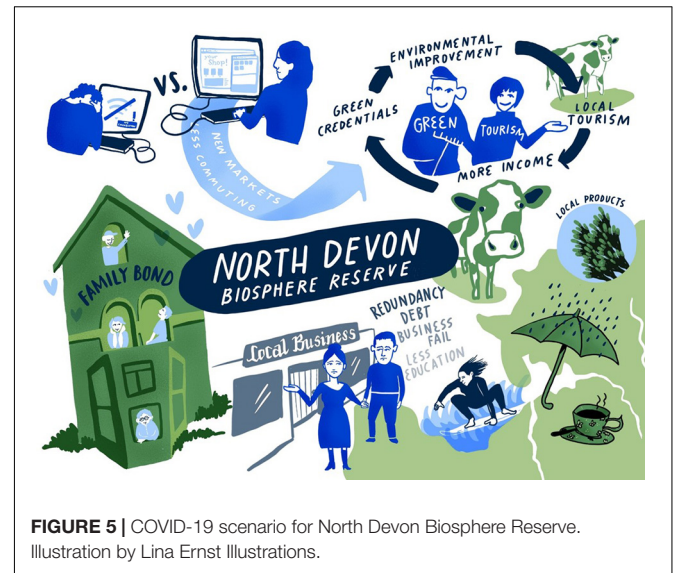 VS.
your
Shop!
NEW MARKETS
LESS COMMUTING
ENVIRONMENTAL
IMPROVEMENT
GREEN
CREDENTIALS
LOCAL
TOURISM
GREEN
TOURISM
MORE INCOME
LOCAL PRODUCTS
FAMILY BOND
NORTH DEVON
BIOSPHERE RESERVE
Local Business
REDUNDANCY
DEBT
BUSINESS
FAIL
LESS
EDUCATION
FIGURE 5 | COVID-19 scenario for North Devon Biosphere Reserve.
Illustration by Lina Ernst Illustrations.